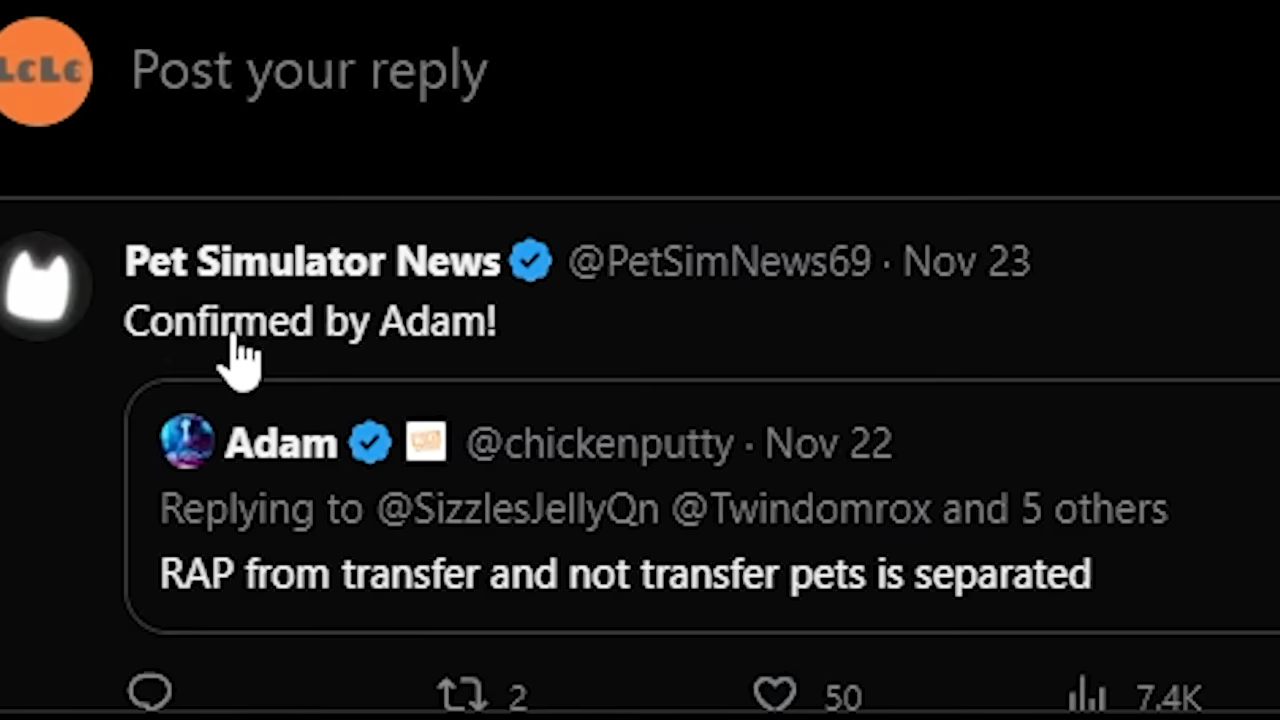 LCLC
Post your reply
Pet Simulator News @PetSimNews69 · Nov 23
Confirmed by Adam!
Adam @chickenputty · Nov 22
Replying to @SizzlesJellyQn @Twindomrox and 5 others
RAP from transfer and not transfer pets is separated
2 50 7.4K